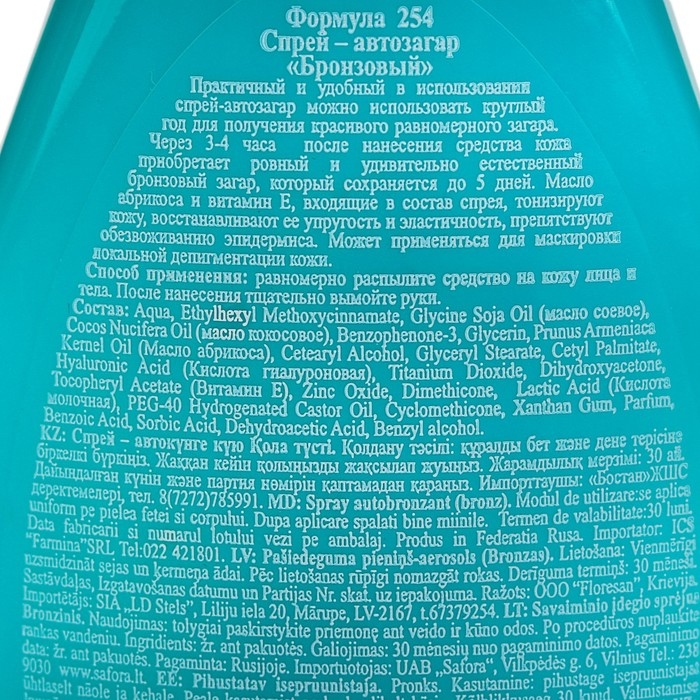 Формула 254
Спрей – автозагар
«Бронзовый»
Практичный и удобный в использовании
спрей-автозагар можно использовать круглый
год для получения красивого равномерного загара.
Через 3-4 часа после нанесения средства кожа
приобретает ровный и удивительно естественный
бронзовый загар, который сохраняется до 5 дней. Масло
абрикоса и витамин Е, входящие в состав спрея, тонизируют
кожу, восстанавливают ее упругость и эластичность, препятствуют
обезвоживанию эпидермиса. Может применяться для маскировки
локальной депигментации кожи.
Способ применения: равномерно распылите средство на кожу лица и
тела. После нанесения тщательно вымойте руки.
Состав: Aqua, Ethylhexyl Methoxycinnamate, Glycine Soja Oil (масло соевое),
Cocos Nucifera Oil (масло кокосовое), Benzophenone-3, Glycerin, Prunus Armeniaca
Kernel Oil (Масло абрикоса), Cetearyl Alcohol, Glyceryl Stearate, Cetyl Palmitate,
Hyaluronic Acid (Кислота гиалуроновая), Titanium Dioxide, Dihydroxyacetone,
Tocopheryl Acetate (Витамин Е), Zinc Oxide, Dimethicone, Lactic Acid (Кислота
молочная), PEG-40 Hydrogenated Castor Oil, Cyclomethicone, Xanthan Gum, Parfum,
Benzoic Acid, Sorbic Acid, Dehydroacetic Acid, Benzyl alcohol.
KZ: Спрей – автокүнге күю Қола түсті. Қолдану тәсілі: құралды бет және дене терісіне
біркелкі бүркіңіз. Жаққан кейін қолыңызды жақсылап жуыңыз. Жарамдылық мерзімі: 30 ай.
Дайындалған күнін және партия нөмірін қаптамадан қараңыз. Импорттаушы: «Бостан»ЖШС
деректемелері, тел. 8(7272)785991. MD: Spray autobronzant (bronz). Modul de utilizare:se aplica
uniform pe pielea fetei si corpului. Dupa aplicare spalati bine miinile. Termen de valabilitate:30 luni.
Data fabricarii si numarul lotului vezi pe ambalaj. Produs in Federatia Rusa. Importator: ICS
"Farmina"SRL Tel:022 421801. LV: Pašiedeguma pieniņš-aerosols (Bronzas). Lietošana: Vienmērīgi
uzsmidzināt sejas un ķermeņa ādai. Pēc lietošanas rūpīgi nomazgāt rokas. Derīguma termiņš: 30 mēneši.
Sastāvdaļas, Izgatavošanas datumu un Partijas Nr. skat. uz iepakojuma. Ražots: OOO "Floresan", Krievija.
Importētājs: SIA „LD Stels", Liliju iela 20, Mārupe, LV-2167, t.67379254. LT: Savaiminio įdegio sprėjus
Bronzinis. Naudojimas: tolygiai paskirstykite priemonę ant veido ir kūno odos. Po procedūros nuplaukite
rankas vandeniu. Ingridients: žr. ant pakuotės. Galiojimas: 30 mėnesių nuo pagaminimo datos. Pagaminimo
data: žr. ant pakuotės. Pagaminta: Rusijoje. Importuotojas: UAB „Safora", Vilkpėdės g. 6, Vilnius Tel.: 238
9030 www.safora.lt. EE: Pihustatav isepruunistaja. Pronks. Kasutamine: pihustage isepruunistaja
ühtlaselt näole ja kehale.